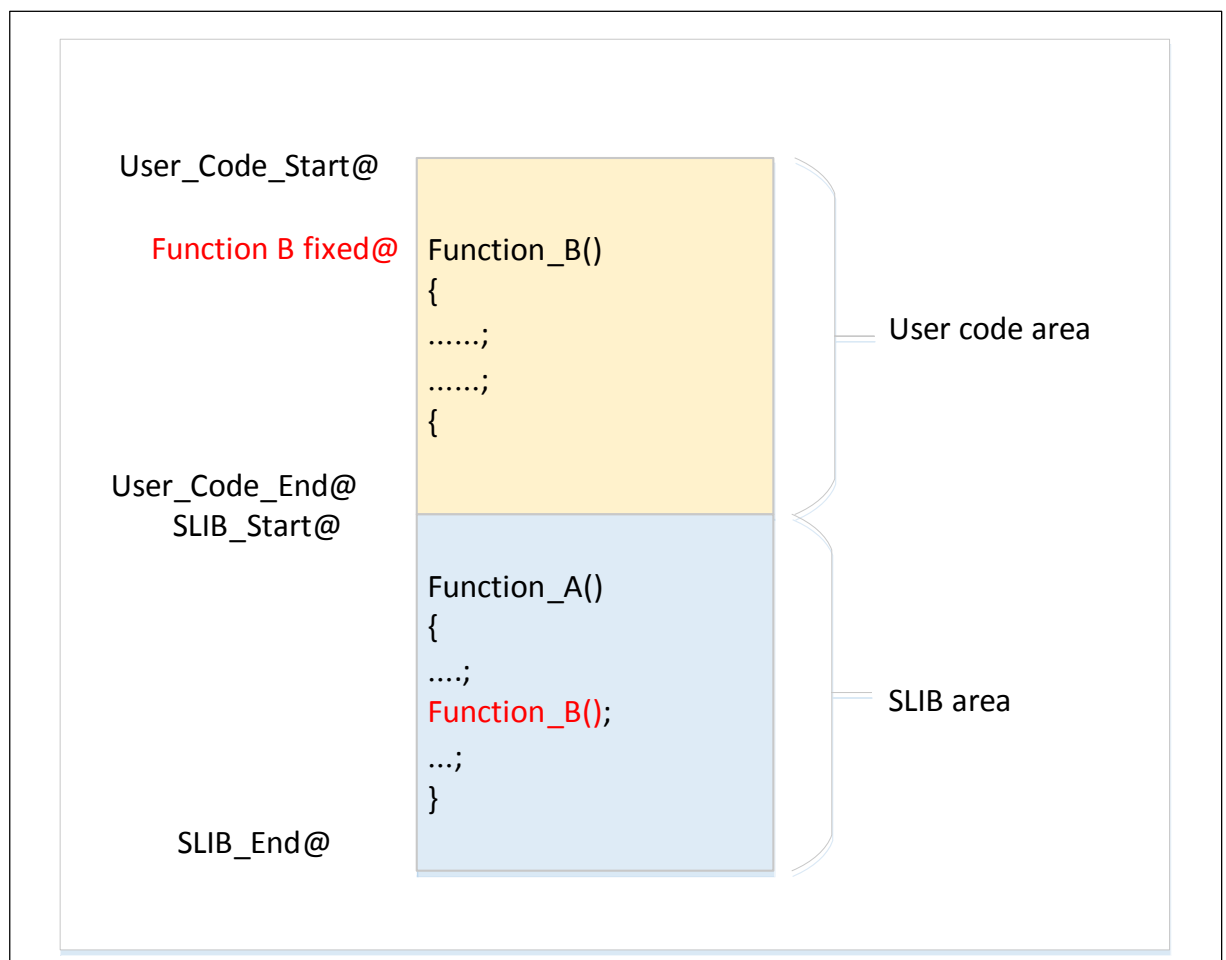 User_Code_Start@
Function B fixed@
Function_B()
{
......;
......;
{
User code area
User_Code_End@
SLIB_Start@
Function_A()
{
....;
Function_B();
...;
}
SLIB area
SLIB_End@